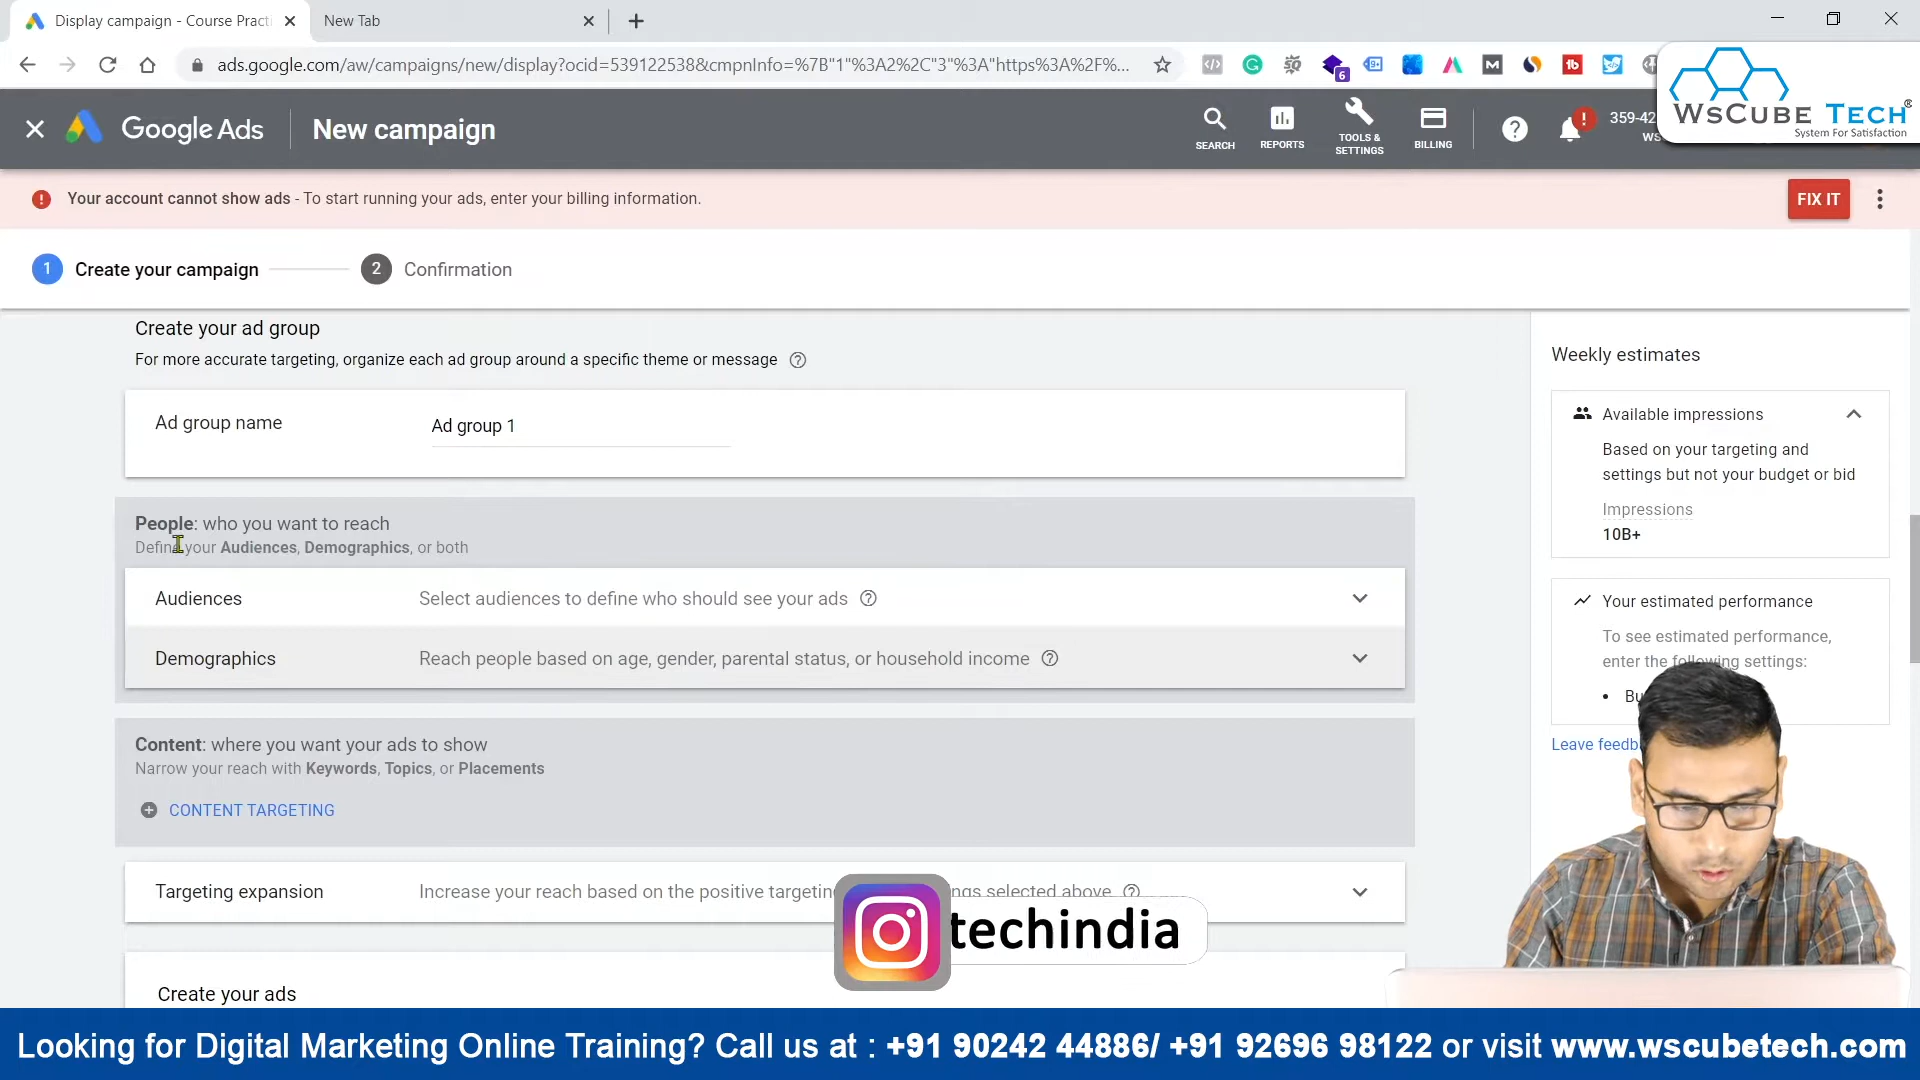 Display campaign - Course Practi
New Tab
ads.google.com/aw/campaigns/new/display?ocid=539122538&cmpnInfo=%7B"1"%3A2%2C"3"%3A"https%3A%2F%...
6
WsCube Tech®
System For Satisfaction
Google Ads
New campaign
SEARCH
REPORTS
TOOLS &
SETTINGS
BILLING
359-42
WS
Your account cannot show ads - To start running your ads, enter your billing information.
FIX IT
1 Create your campaign
2 Confirmation
Create your ad group
For more accurate targeting, organize each ad group around a specific theme or message
Ad group name
Ad group 1
People: who you want to reach
Define your Audiences, Demographics, or both
Audiences
Select audiences to define who should see your ads
Demographics
Reach people based on age, gender, parental status, or household income
Content: where you want your ads to show
Narrow your reach with Keywords, Topics, or Placements
CONTENT TARGETING
Targeting expansion
Increase your reach based on the positive targeting
ngs selected above
Create your ads
Weekly estimates
Available impressions
Based on your targeting and
settings but not your budget or bid
Impressions
10B+
Your estimated performance
To see estimated performance,
enter the following settings:
• Bu
Leave feedb
techindia
Looking for Digital Marketing Online Training? Call us at : +91 90242 44886/ +91 92696 98122 or visit www.wscubetech.com